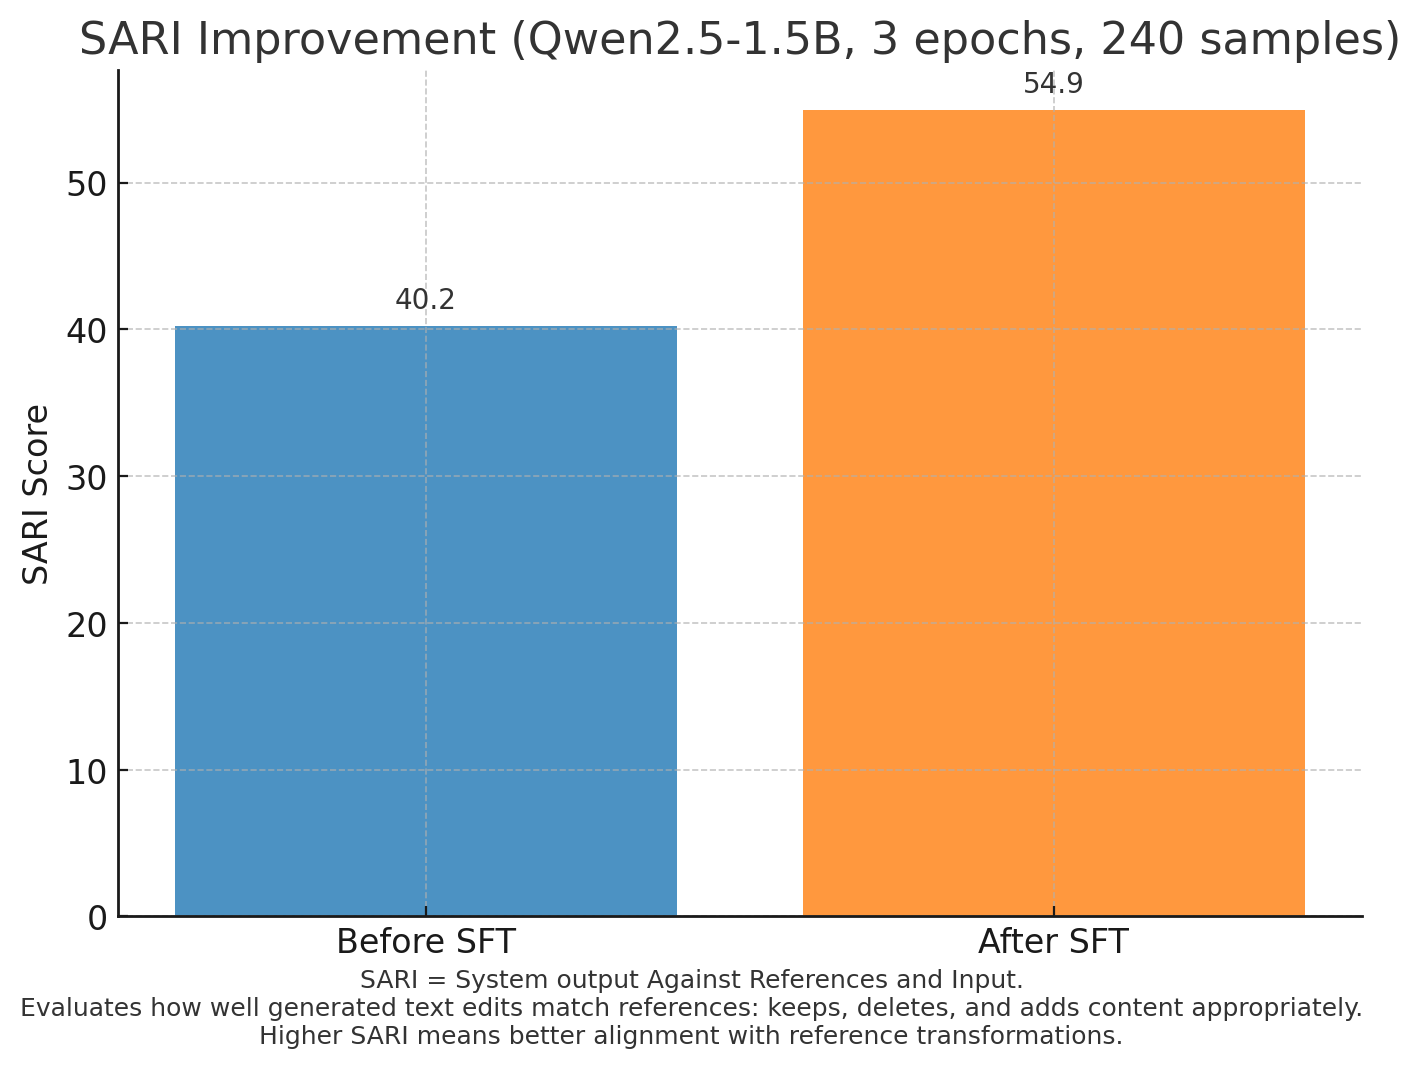 SARI Improvement (Qwen2.5-1.5B, 3 epochs, 240 samples)
54.9
50
40.2
40
30
SARI Score
20
10
0
Before SFT
After SFT
SARI = System output Against References and Input.
Evaluates how well generated text edits match references: keeps, deletes, and adds content appropriately.
Higher SARI means better alignment with reference transformations.